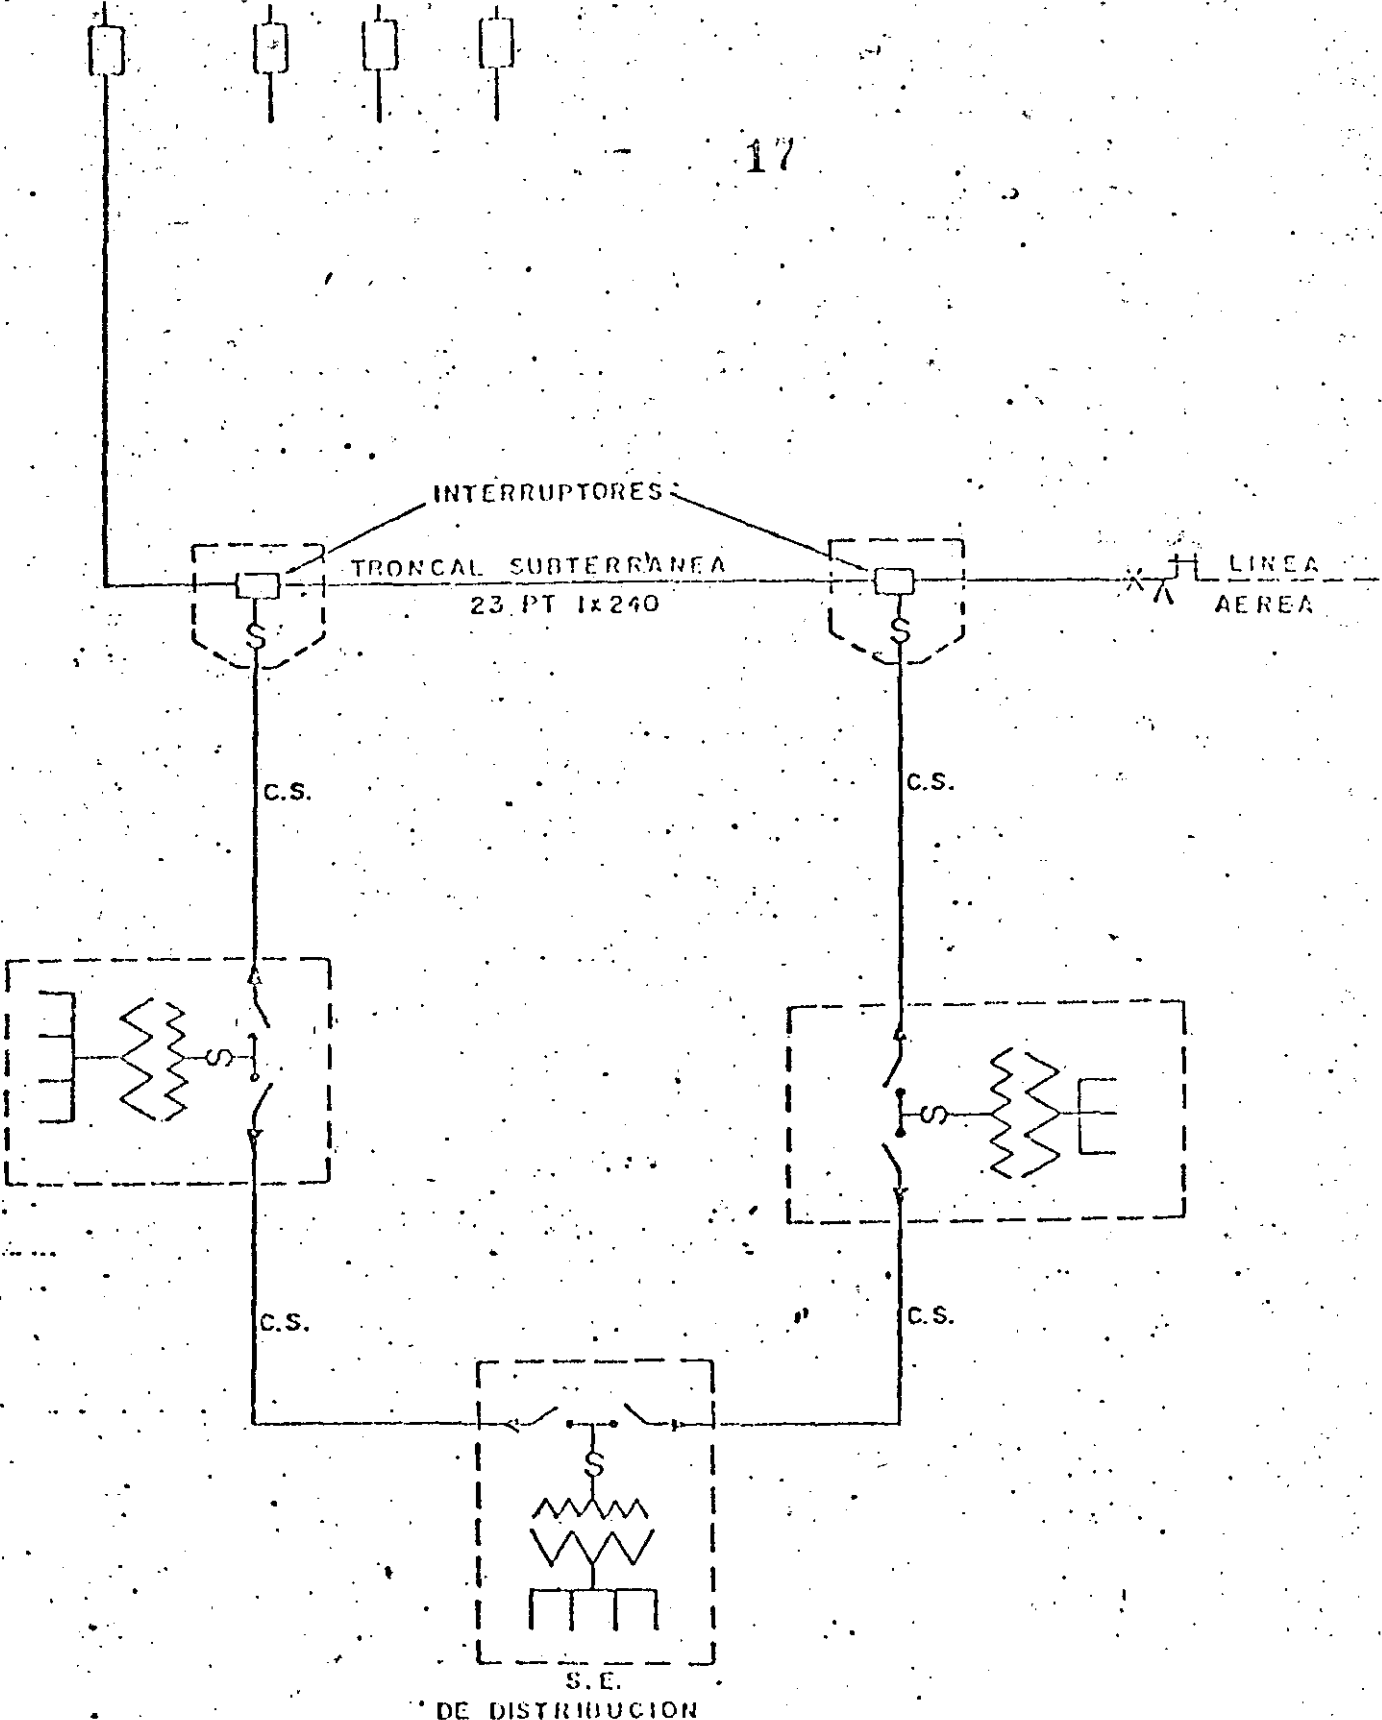 17
INTERRUPTORES
TRONCAL SUBTERRANEA
23 PT 1x240
LINEA
AEREA
C.S.
C.S.
C.S.
C.S.
S.E.
DE DISTRIBUCION